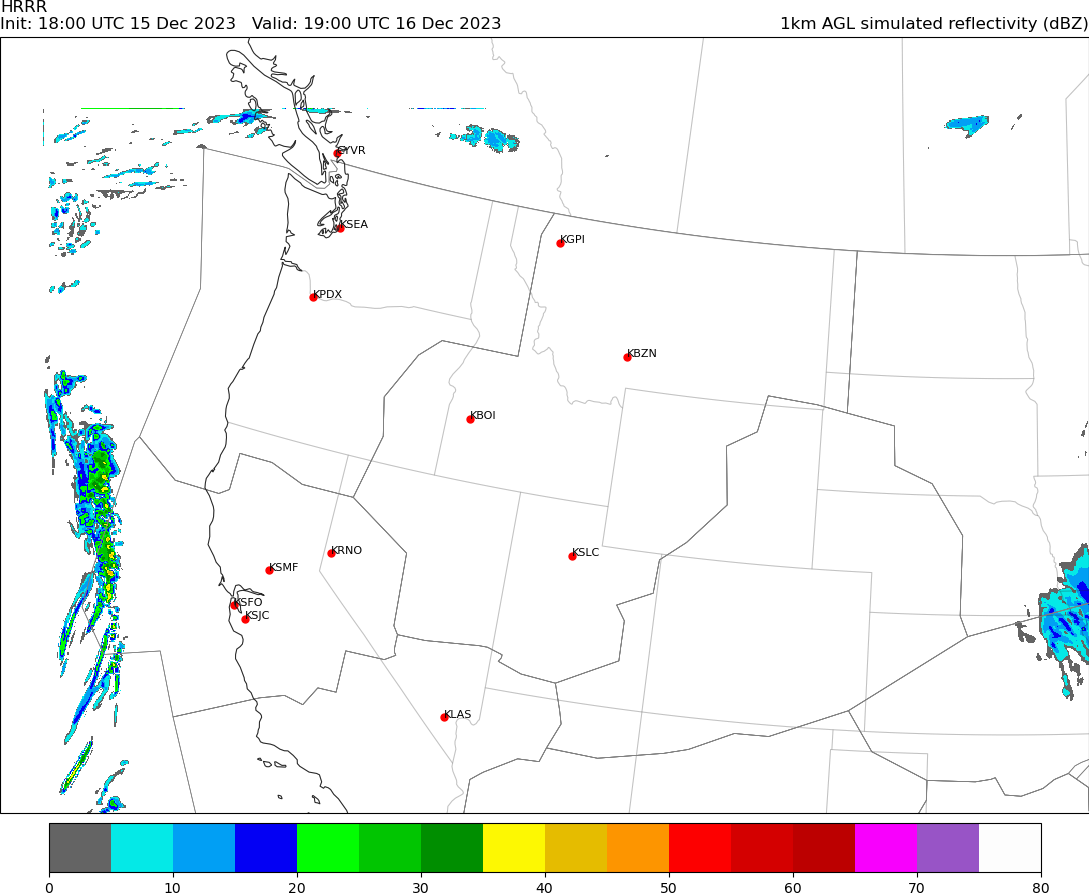 HRRR
Init: 18:00 UTC 15 Dec 2023   Valid: 19:00 UTC 16 Dec 2023   1km AGL simulated reflectivity (dBZ)
CYVR
KSEA
KGPI
KPDX
KBZN
KBOI
KRNO
KSLC
KSMF
KSFO
KSJC
KLAS
0 10 20 30 40 50 60 70 80